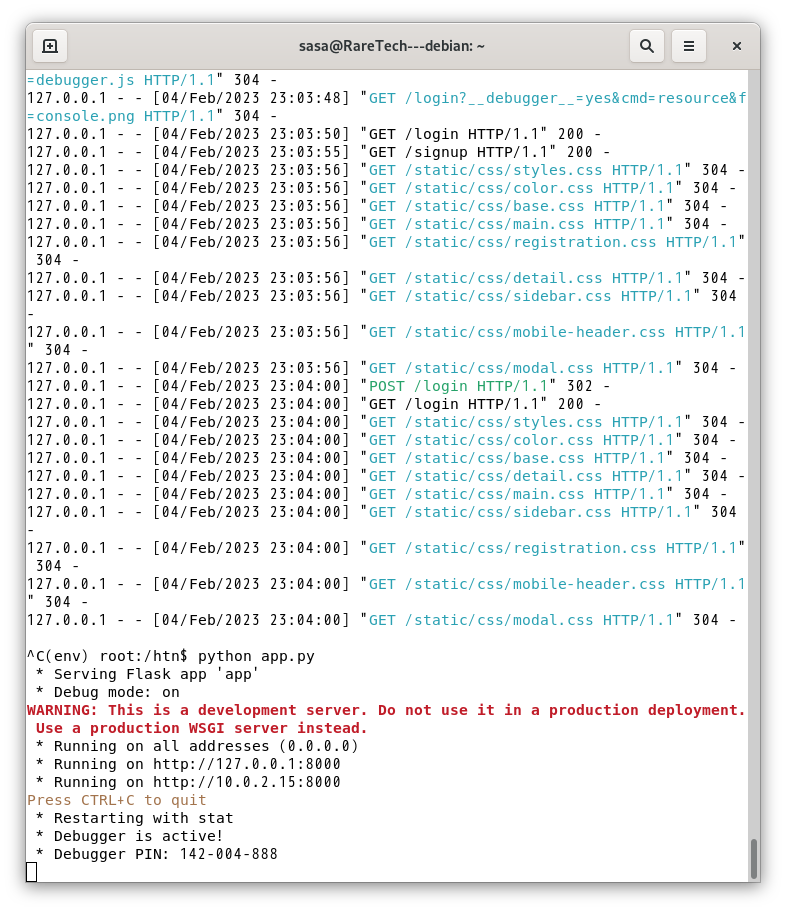 sasa@RareTech---debian: ~
=debugger.js HTTP/1.1" 304 -
127.0.0.1 - - [04/Feb/2023 23:03:48] "GET /login?__debugger__=yes&cmd=resource&f
=console.png HTTP/1.1" 304 -
127.0.0.1 - - [04/Feb/2023 23:03:50] "GET /login HTTP/1.1" 200 -
127.0.0.1 - - [04/Feb/2023 23:03:55] "GET /signup HTTP/1.1" 200 -
127.0.0.1 - - [04/Feb/2023 23:03:56] "GET /static/css/styles.css HTTP/1.1" 304 -
127.0.0.1 - - [04/Feb/2023 23:03:56] "GET /static/css/color.css HTTP/1.1" 304 -
127.0.0.1 - - [04/Feb/2023 23:03:56] "GET /static/css/base.css HTTP/1.1" 304 -
127.0.0.1 - - [04/Feb/2023 23:03:56] "GET /static/css/main.css HTTP/1.1" 304 -
127.0.0.1 - - [04/Feb/2023 23:03:56] "GET /static/css/registration.css HTTP/1.1"
 304 -
127.0.0.1 - - [04/Feb/2023 23:03:56] "GET /static/css/detail.css HTTP/1.1" 304 -
127.0.0.1 - - [04/Feb/2023 23:03:56] "GET /static/css/sidebar.css HTTP/1.1" 304
-
127.0.0.1 - - [04/Feb/2023 23:03:56] "GET /static/css/mobile-header.css HTTP/1.1
" 304 -
127.0.0.1 - - [04/Feb/2023 23:03:56] "GET /static/css/modal.css HTTP/1.1" 304 -
127.0.0.1 - - [04/Feb/2023 23:04:00] "POST /login HTTP/1.1" 302 -
127.0.0.1 - - [04/Feb/2023 23:04:00] "GET /login HTTP/1.1" 200 -
127.0.0.1 - - [04/Feb/2023 23:04:00] "GET /static/css/styles.css HTTP/1.1" 304 -
127.0.0.1 - - [04/Feb/2023 23:04:00] "GET /static/css/color.css HTTP/1.1" 304 -
127.0.0.1 - - [04/Feb/2023 23:04:00] "GET /static/css/base.css HTTP/1.1" 304 -
127.0.0.1 - - [04/Feb/2023 23:04:00] "GET /static/css/detail.css HTTP/1.1" 304 -
127.0.0.1 - - [04/Feb/2023 23:04:00] "GET /static/css/main.css HTTP/1.1" 304 -
127.0.0.1 - - [04/Feb/2023 23:04:00] "GET /static/css/sidebar.css HTTP/1.1" 304
-
127.0.0.1 - - [04/Feb/2023 23:04:00] "GET /static/css/registration.css HTTP/1.1"
 304 -
127.0.0.1 - - [04/Feb/2023 23:04:00] "GET /static/css/mobile-header.css HTTP/1.1
" 304 -
127.0.0.1 - - [04/Feb/2023 23:04:00] "GET /static/css/modal.css HTTP/1.1" 304 -
^C(env) root:/htn$ python app.py
 * Serving Flask app 'app'
 * Debug mode: on
WARNING: This is a development server. Do not use it in a production deployment.
 Use a production WSGI server instead.
 * Running on all addresses (0.0.0.0)
 * Running on http://127.0.0.1:8000
 * Running on http://10.0.2.15:8000
Press CTRL+C to quit
 * Restarting with stat
 * Debugger is active!
 * Debugger PIN: 142-004-888